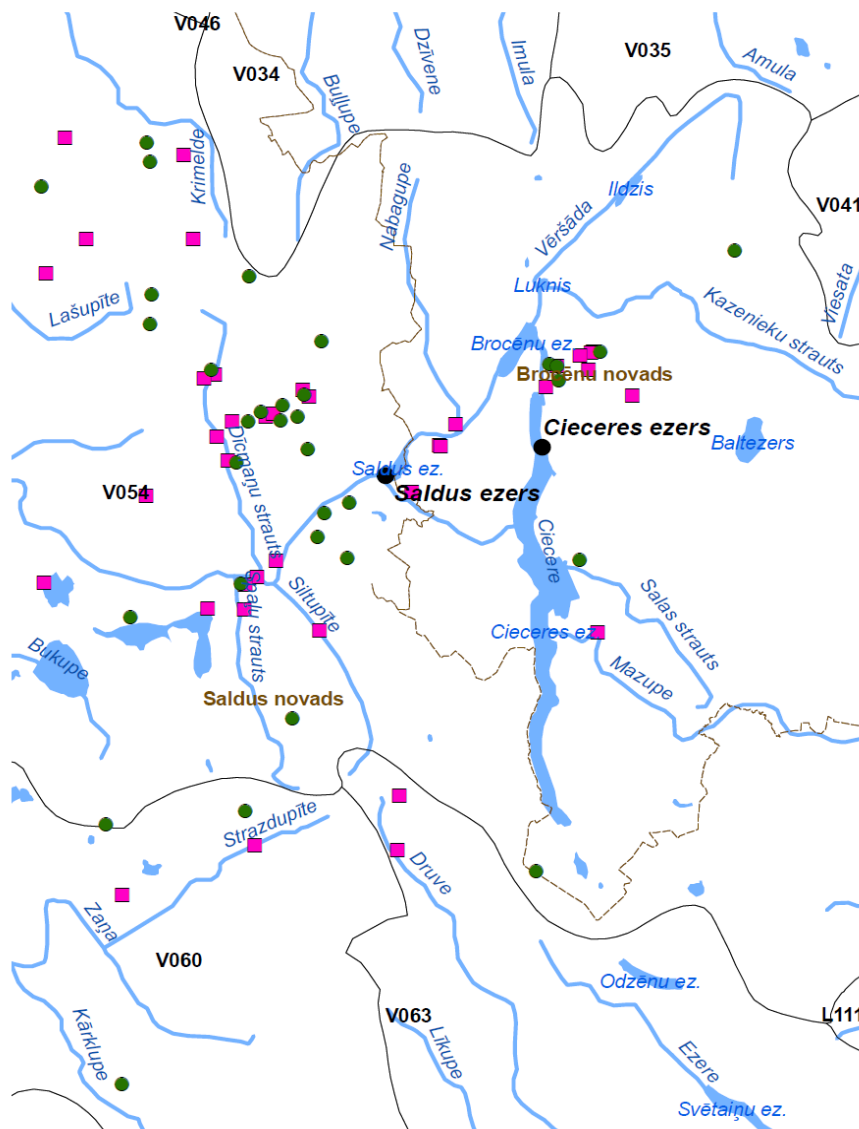 V046
V035
V034
Dzīvene
Imula
Amula
Buļļupe
Krimelde
Nabagupe
Ildzis
V041
Vēršāda
Luknis
Viesata
Lašupīte
Kazenieku strauts
Brocēnu ez.
Brocēnu novads
Cieceres ezers
Baltezers
Dīcmaņu strauts
Saldus ez.
Saldus ezers
V054
Ciecere
Siltupīte
strauts
Salas strauts
Cieceres ez.
Bukupe
Mazupe
Saldus novads
Strazdupīte
Druve
Zaņa
V060
Odzēnu ez.
V063
L111
Kārklupe
Līkupe
Ezere
Svētaiņu ez.